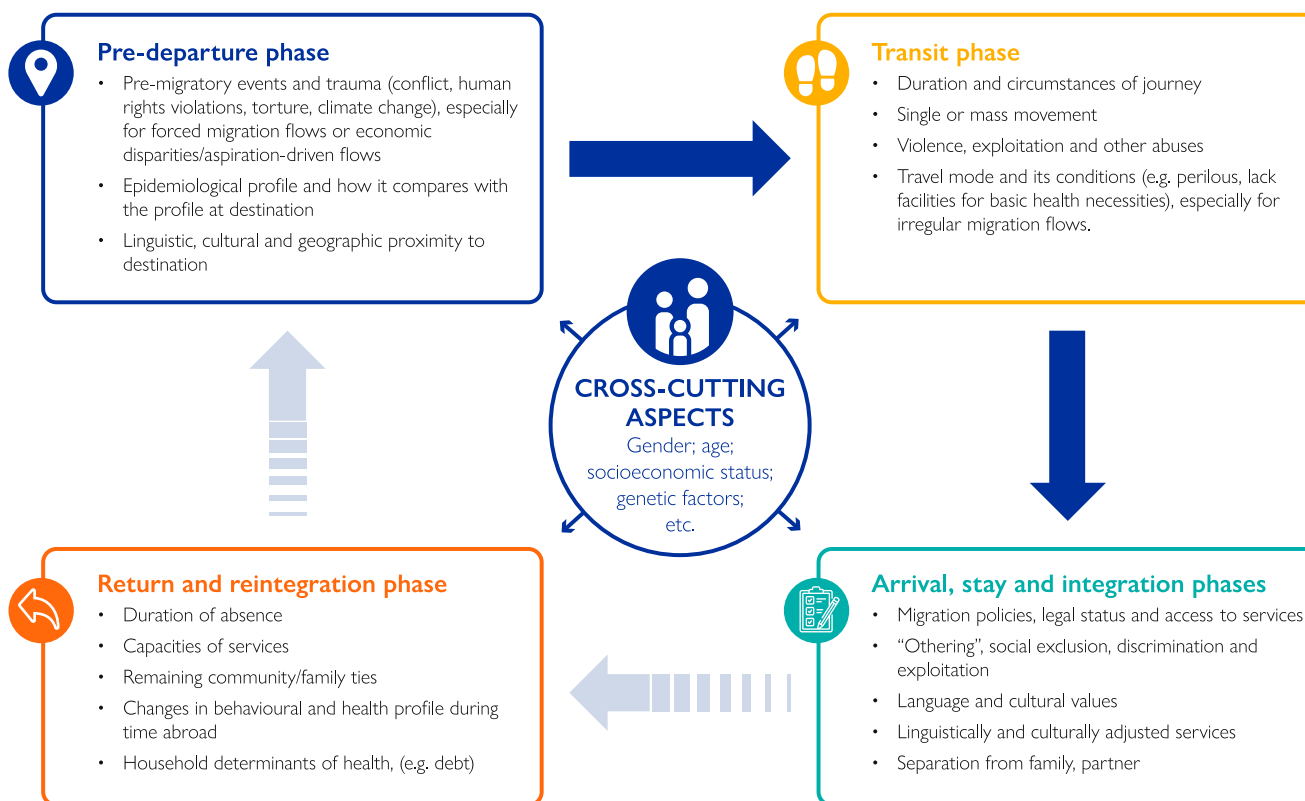 Pre-departure phase
• Pre-migratory events and trauma (conflict, human
rights violations, torture, climate change), especially
for forced migration flows or economic
disparities/aspiration-driven flows
• Epidemiological profile and how it compares with
the profile at destination
• Linguistic, cultural and geographic proximity to
destination
Transit phase
• Duration and circumstances of journey
• Single or mass movement
• Violence, exploitation and other abuses
• Travel mode and its conditions (e.g. perilous, lack
facilities for basic health necessities), especially for
irregular migration flows.
CROSS-CUTTING
ASPECTS
Gender; age;
socioeconomic status;
genetic factors;
etc.
Return and reintegration phase
• Duration of absence
• Capacities of services
• Remaining community/family ties
• Changes in behavioural and health profile during
time abroad
• Household determinants of health, (e.g. debt)
Arrival, stay and integration phases
• Migration policies, legal status and access to services
• “Othering”, social exclusion, discrimination and
exploitation
• Language and cultural values
• Linguistically and culturally adjusted services
• Separation from family, partner